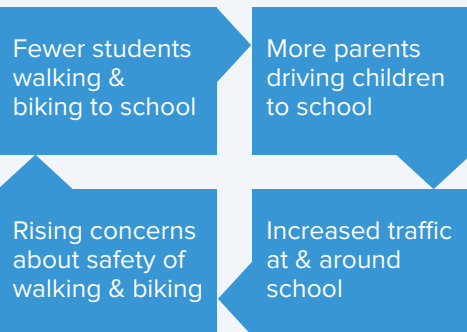 Fewer students
walking &
biking to school
More parents
driving children
to school
Increased traffic
at & around
school
Rising concerns
about safety of
walking & biking